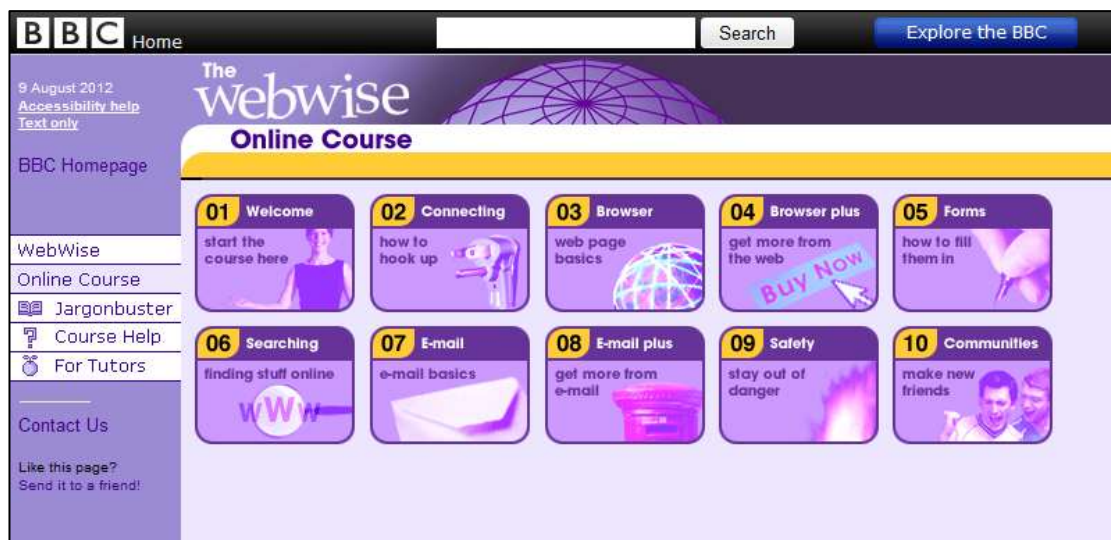 BBC Home
Search
Explore the BBC
9 August 2012
Accessibility help
Text only
BBC Homepage
WebWise
Online Course
Jargonbuster
? Course Help
For Tutors
Contact Us
Like this page?
Send it to a friend!
The
webwise
Online Course
01 Welcome
start the
course here
02 Connecting
how to
hook up
03 Browser
web page
basics
04 Browser plus
get more from
the web
Buy Now
05 Forms
how to fill
them in
06 Searching
finding stuff online
wWw
07 E-mail
e-mail basics
08 E-mail plus
get more from
e-mail
09 Safety
stay out of
danger
10 Communities
make new
friends